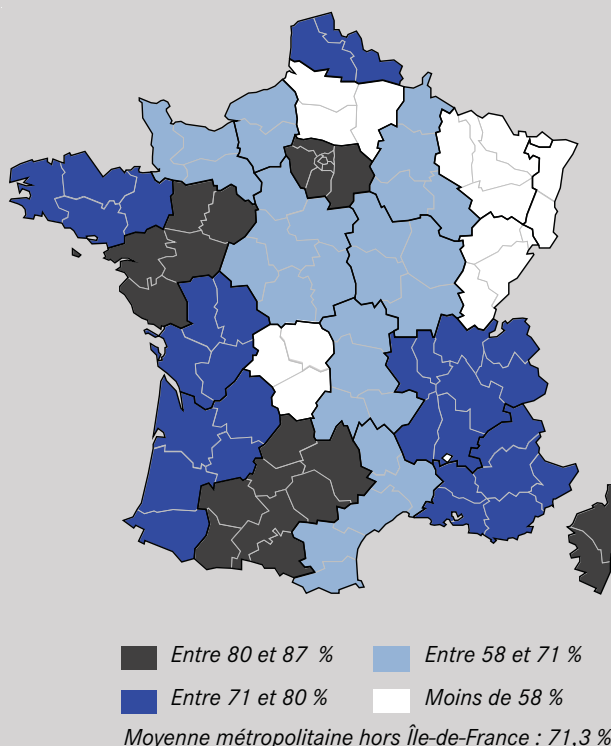 Entre 80 et 87 %
Entre 58 et 71 %
Entre 71 et 80 %
Moins de 58 %
Moyenne métropolitaine hors Île-de-France : 71,3 %